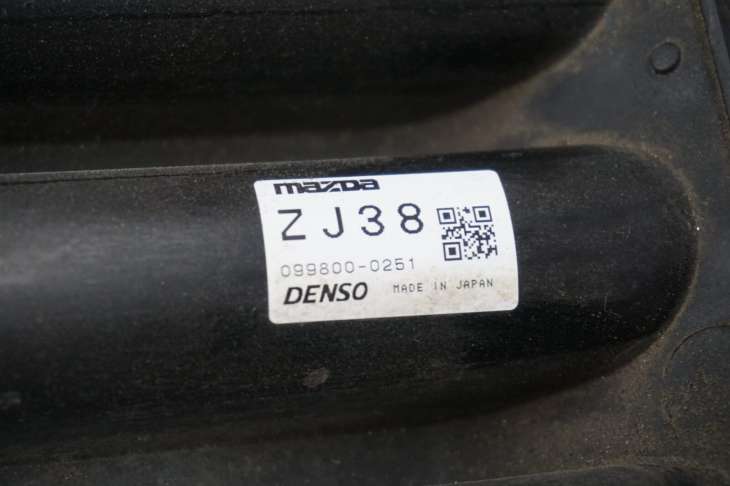 mazda
ZJ38
099800-0251
DENSO MADE IN JAPAN